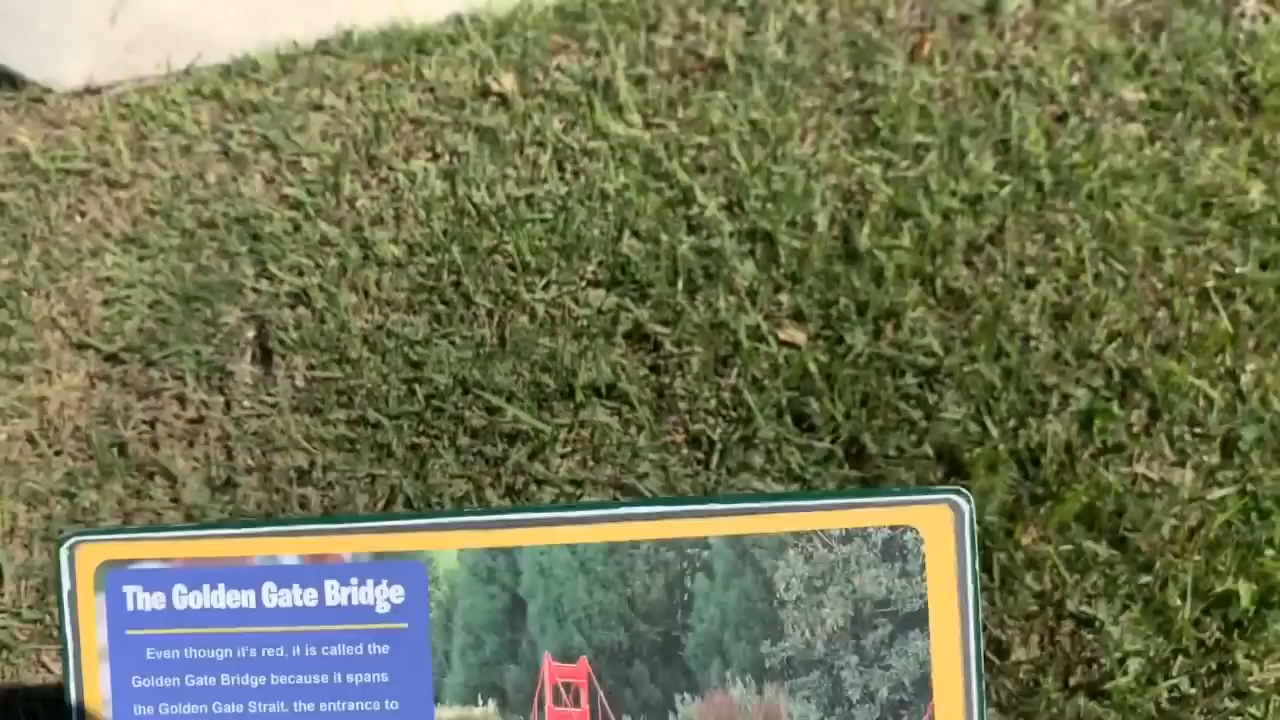 The Golden Gate Bridge
Even though it's red, it is called the
Golden Gate Bridge because it spans
the Golden Gate Strait, the entrance to